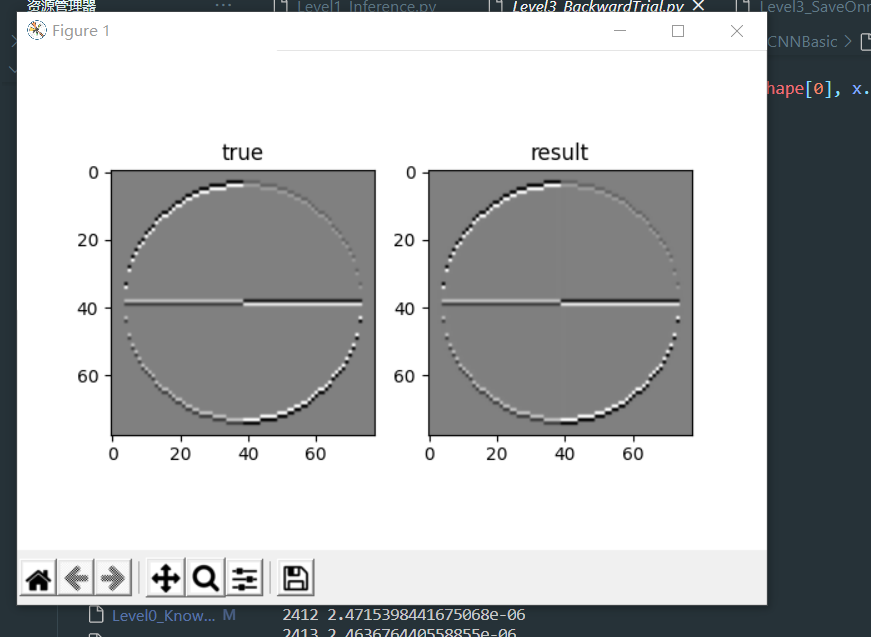 资源管理器
Level1_Inference.py
Level3_BackwardTrial.py
Level3_SaveOnn
Figure 1
CNNBasic
hape[0], x.
true
result
0
20
40
60
0
20
40
60
0
20
40
60
0
20
40
60
Level0_Know... M
2412 2.4715398441675068e-06
2413 2.463676440558855e-06